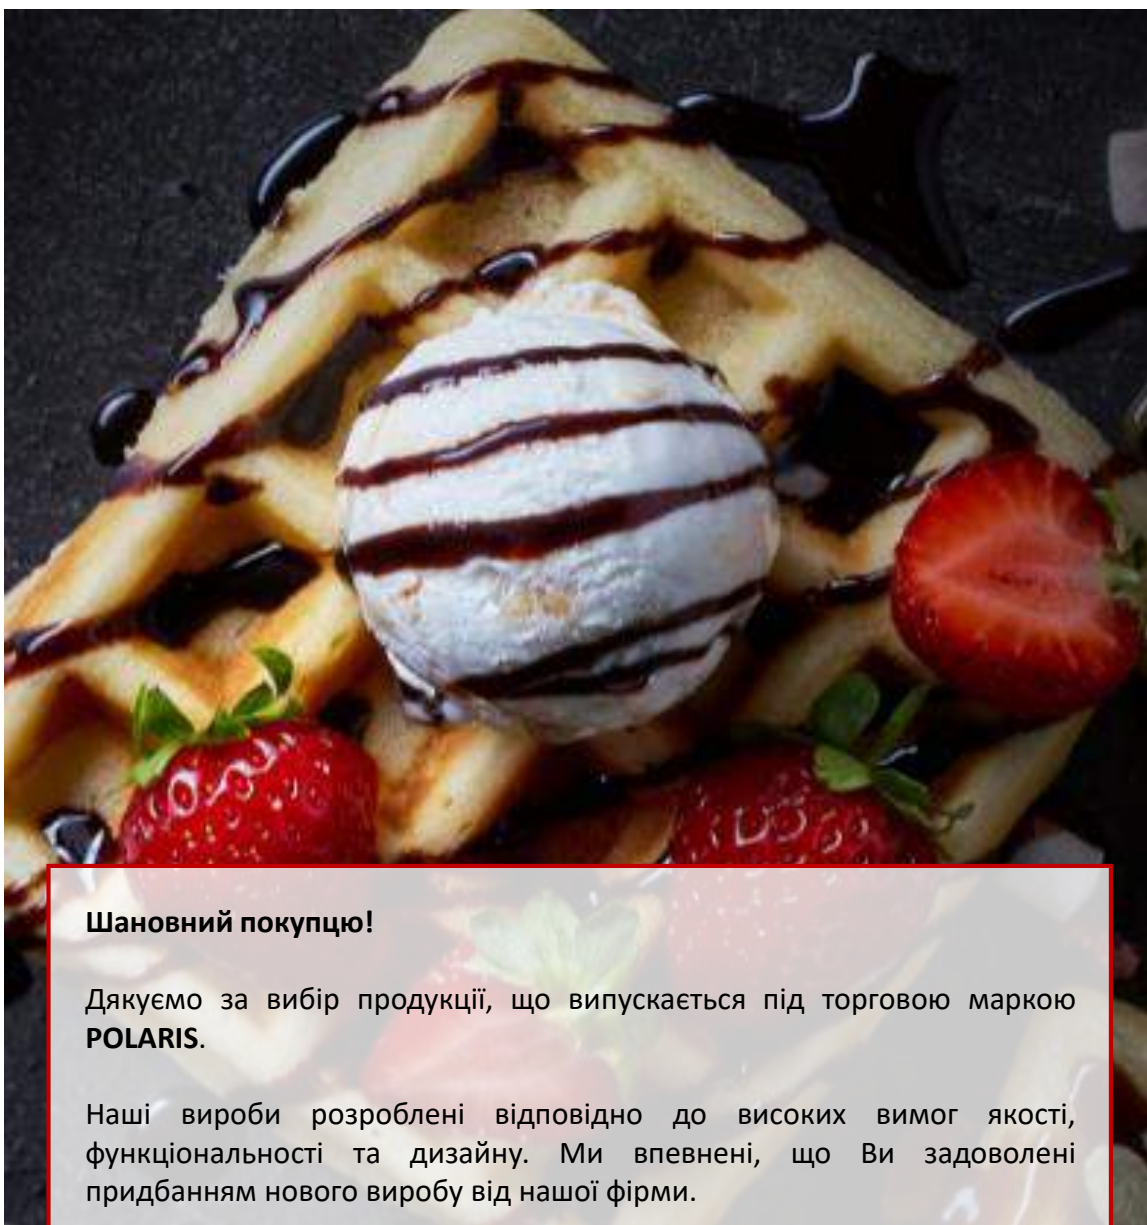 Шановний покупцю!
Дякуємо за вибір продукції, що випускається під торговою маркою
POLARIS.
Наші вироби розроблені відповідно до високих вимог якості,
функціональності та дизайну. Ми впевнені, що Ви задоволені
придбанням нового виробу від нашої фірми.